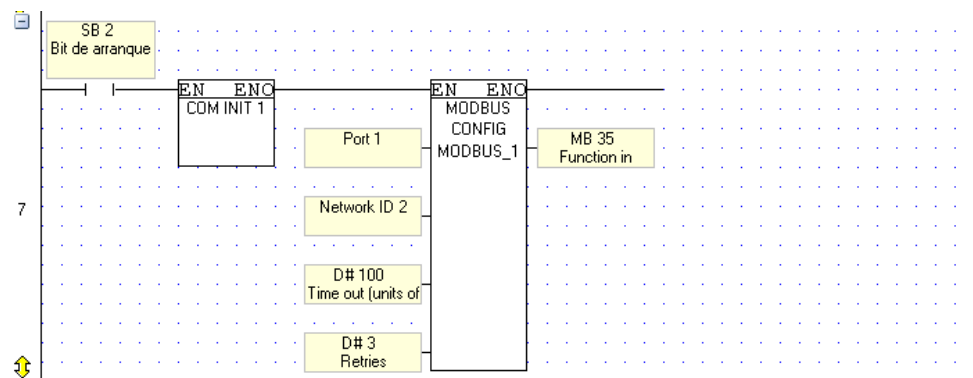 SB 2
Bit de arranque
EN ENO
COM INIT 1
EN ENO
MODBUS
CONFIG
MODBUS_1
Port 1
MB 35
Function in
7
Network ID 2
D# 100
Time out (units of
D# 3
Retries